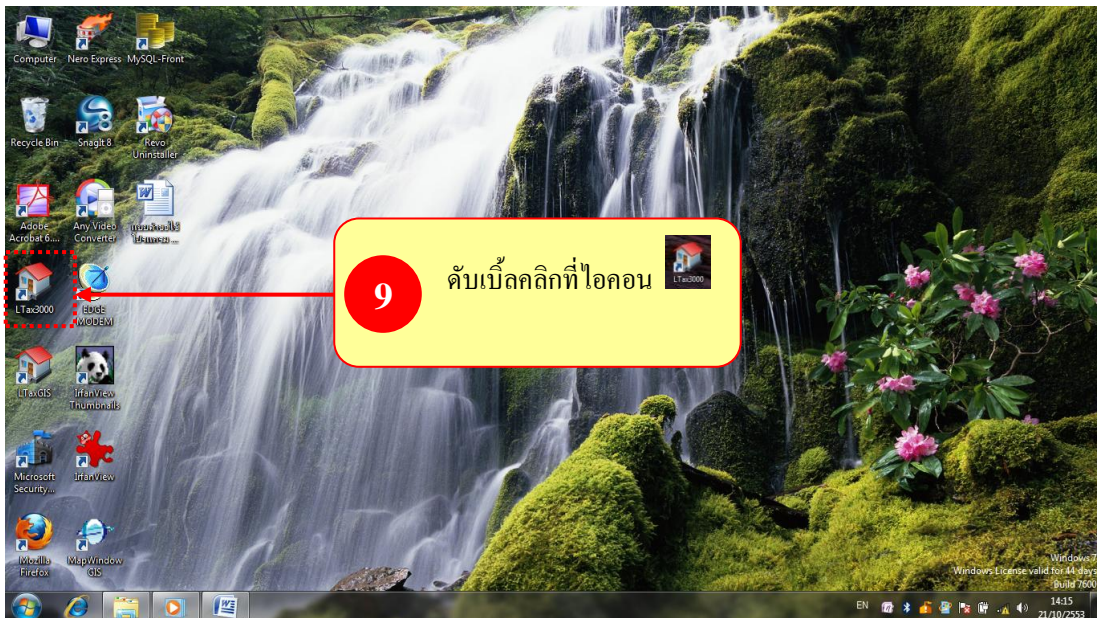 Computer
Nero Express
MySQL-Front
Recycle Bin
SnagIt 8
Revo
Uninstaller
Adobe
Acrobat 6....
Any Video
Converter
LTax3000
EDGE
MODEM
9
ดับเบิ้ลคลิกที่ไอคอน
LTax3000
LTaxGIS
IrfanView
Thumbnails
Microsoft
Security...
IrfanView
Mozilla
Firefox
MapWindow
GIS
Windows 7
Windows License valid for 44 days
Build 7600
EN
14:15
21/10/2553